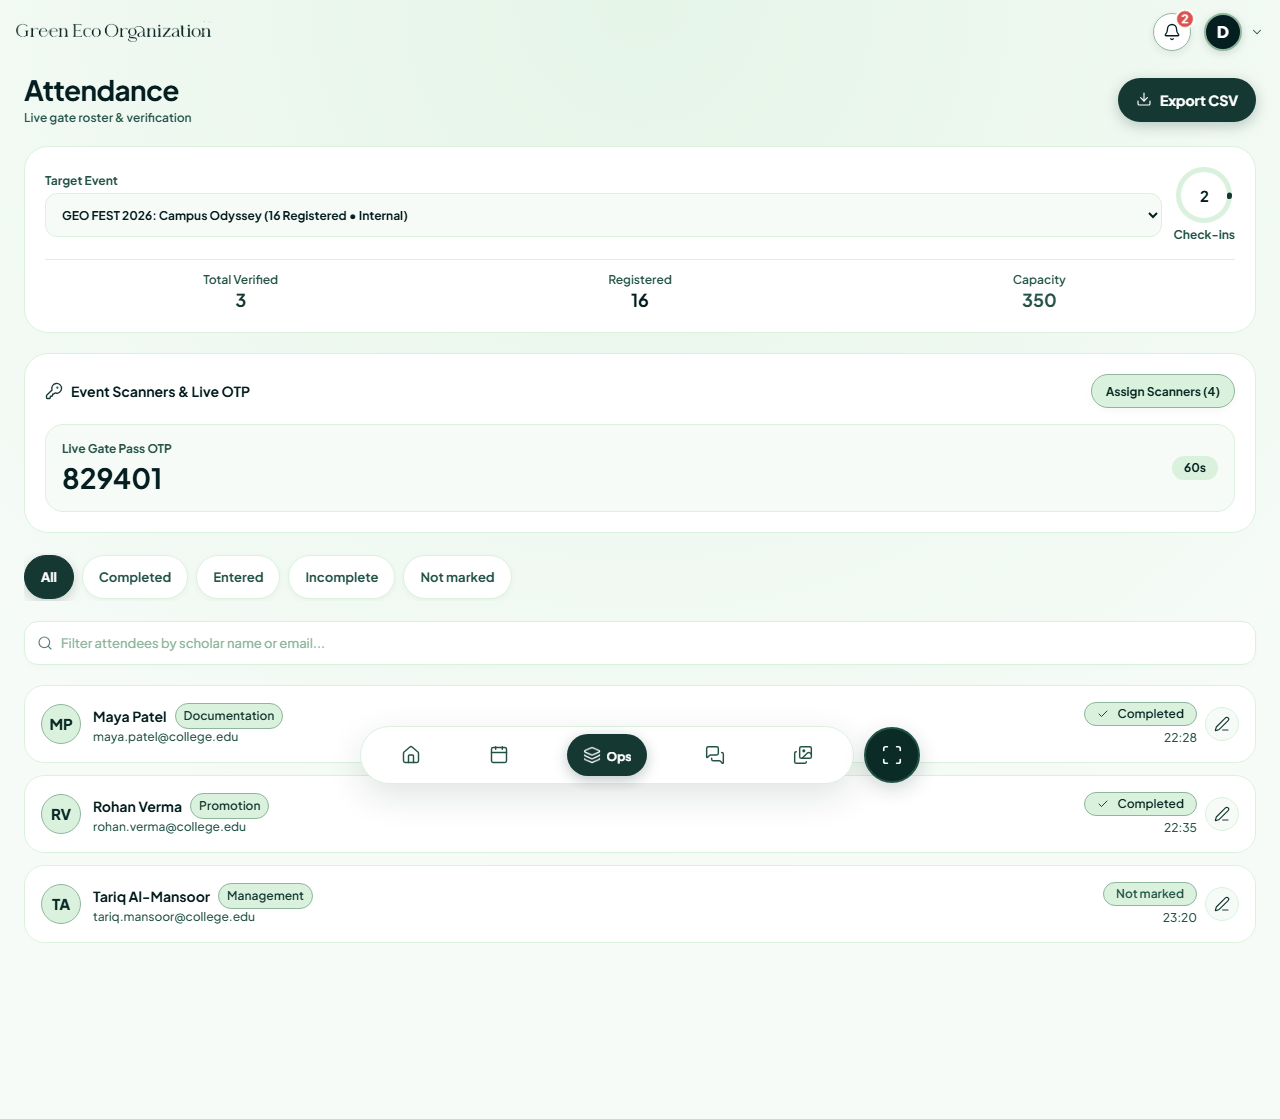 Green Eco Organization
2
D
Attendance
Live gate roster & verification
Export CSV
Target Event
GEO FEST 2026: Campus Odyssey (16 Registered • Internal)
2
Check-ins
Total Verified
3
Registered
16
Capacity
350
Event Scanners & Live OTP
Assign Scanners (4)
Live Gate Pass OTP
829401
60s
All
Completed
Entered
Incomplete
Not marked
Filter attendees by scholar name or email...
MP
Maya Patel
Documentation
maya.patel@college.edu
Completed
22:28
Ops
RV
Rohan Verma
Promotion
rohan.verma@college.edu
Completed
22:35
TA
Tariq Al-Mansoor
Management
tariq.mansoor@college.edu
Not marked
23:20